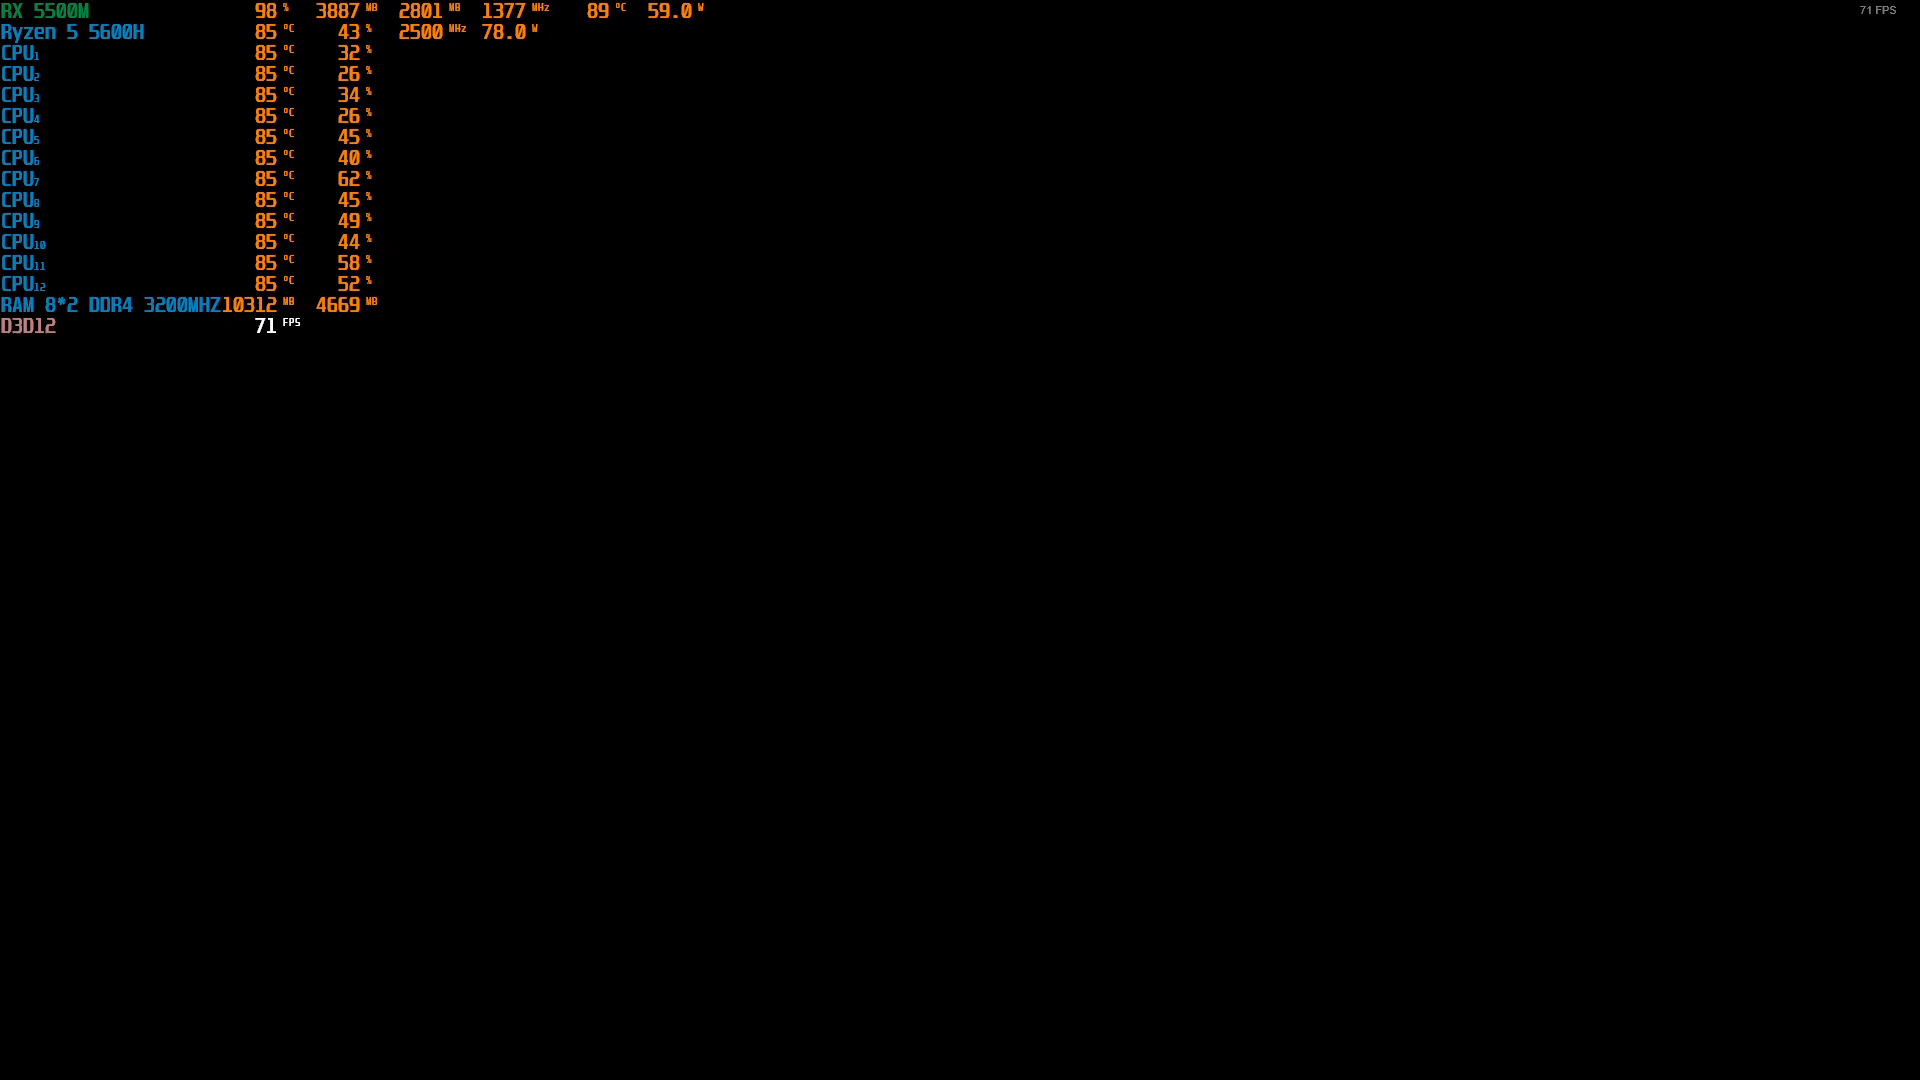 RX 5500M 98 % 3887 MB 2801 MB 1377 MHz 89 °C 59.0 W 71 FPS
Ryzen 5 5600H 85 °C 43 % 2500 MHz 78.0 W
CPU1 85 °C 32 %
CPU2 85 °C 26 %
CPU3 85 °C 34 %
CPU4 85 °C 26 %
CPU5 85 °C 45 %
CPU6 85 °C 40 %
CPU7 85 °C 62 %
CPU8 85 °C 45 %
CPU9 85 °C 49 %
CPU10 85 °C 44 %
CPU11 85 °C 58 %
CPU12 85 °C 52 %
RAM 8*2 DDR4 3200MHZ10312 MB 4669 MB
D3D12 71 FPS